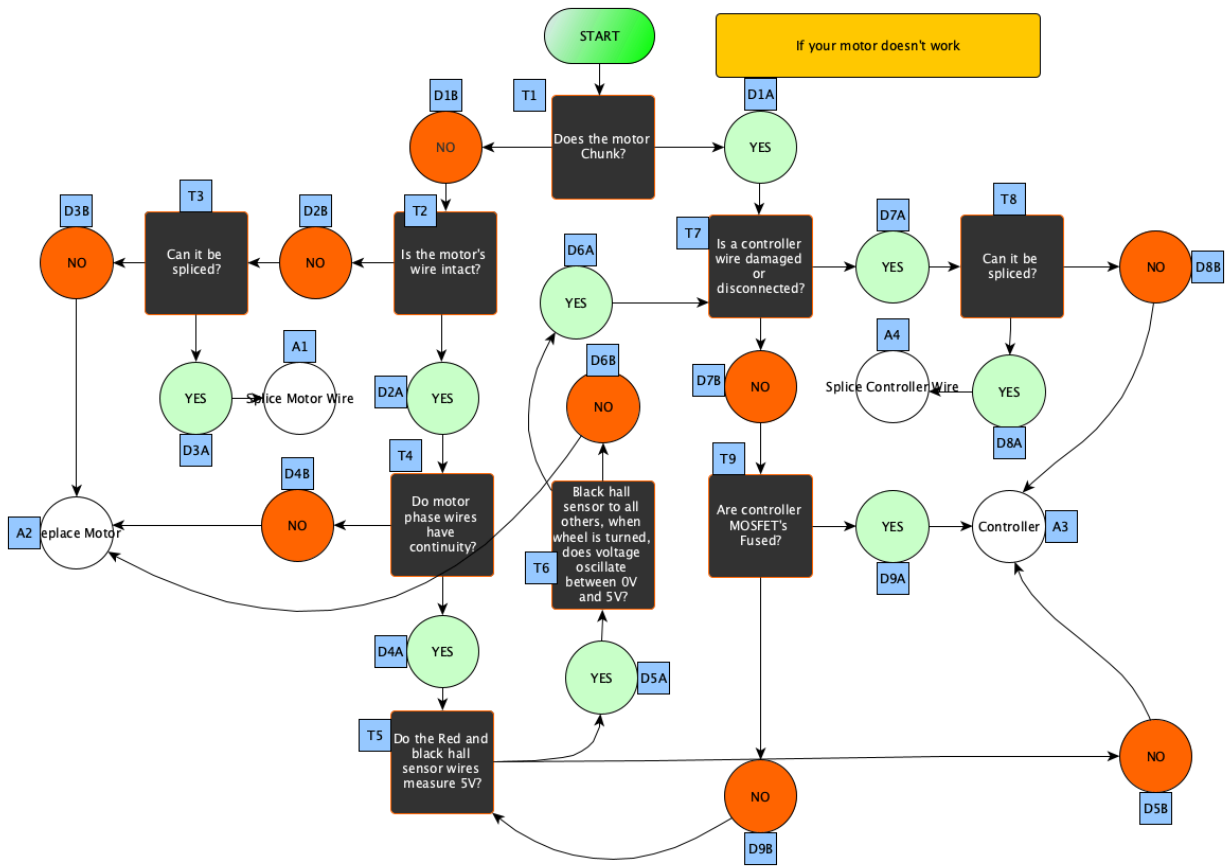 START
If your motor doesn't work
D1B
T1
D1A
NO
Does the motor
Chunk?
YES
D3B
T3
D2B
T2
D6A
T7
D7A
T8
NO
Can it be
spliced?
NO
Is the motor's
wire intact?
YES
Is a controller
wire damaged
or
disconnected?
YES
Can it be
spliced?
NO
D8B
A1
D6B
A4
YES
D3A
Splice Motor Wire
D2A
YES
NO
D7B
NO
Splice Controller Wire
YES
D8A
D4B
T4
T9
A2
eplace Motor
NO
Do motor
phase wires
have
continuity?
T6
Black hall
sensor to all
others, when
wheel is turned,
does voltage
oscillate
between 0V
and 5V?
Are controller
MOSFET's
Fused?
YES
D9A
Controller
A3
D4A
YES
YES
D5A
T5
Do the Red and
black hall
sensor wires
measure 5V?
NO
D9B
NO
D5B